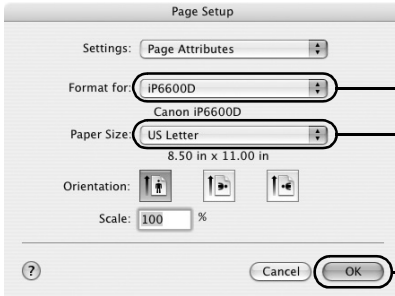 Page Setup
Settings: Page Attributes
Format for: iP6600D
Canon iP6600D
Paper Size: US Letter
8.50 in x 11.00 in
Orientation:
Scale: 100 %
? Cancel OK